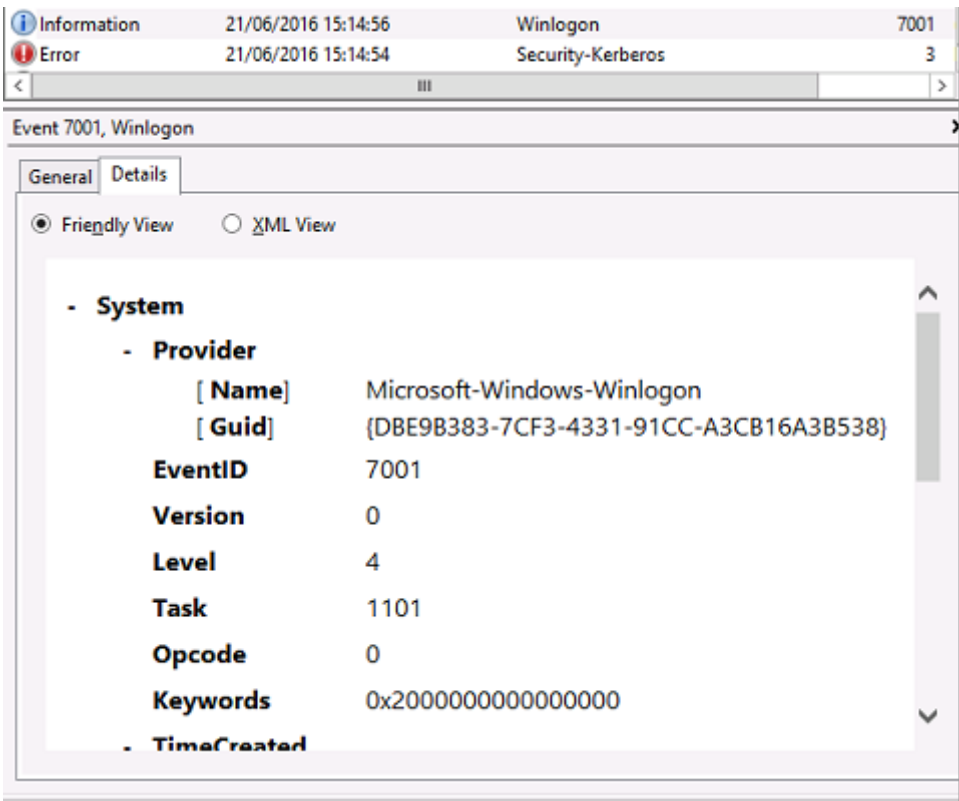 Information 21/06/2016 15:14:56 Winlogon 7001
Error 21/06/2016 15:14:54 Security-Kerberos 3
Event 7001, Winlogon
General Details
Friendly View XML View
- System
- Provider
[ Name] Microsoft-Windows-Winlogon
[ Guid] {DBE9B383-7CF3-4331-91CC-A3CB16A3B538}
EventID 7001
Version 0
Level 4
Task 1101
Opcode 0
Keywords 0x2000000000000000
- TimeCreated